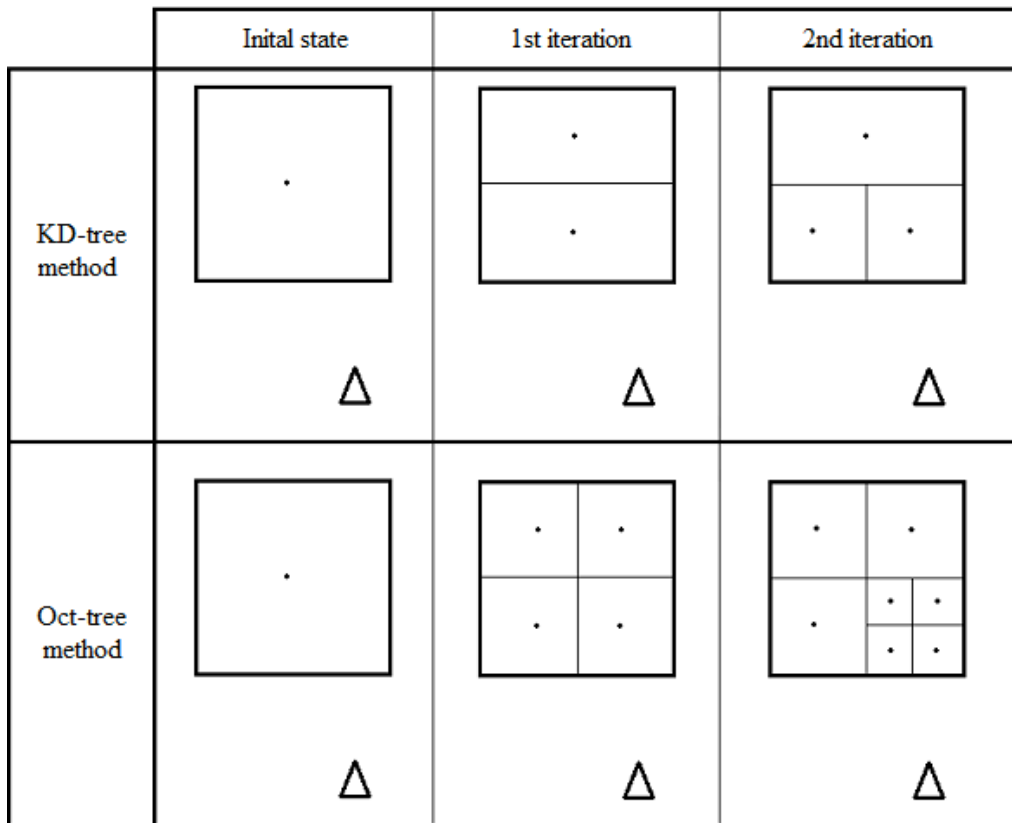 Inital state
1st iteration
2nd iteration
KD-tree
method
Oct-tree
method